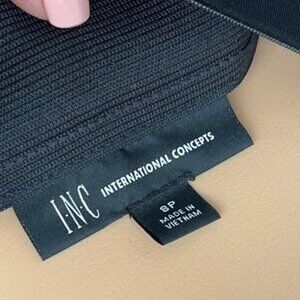 I·N·C
INTERNATIONAL CONCEPTS
8P
MADE IN
VIETNAM